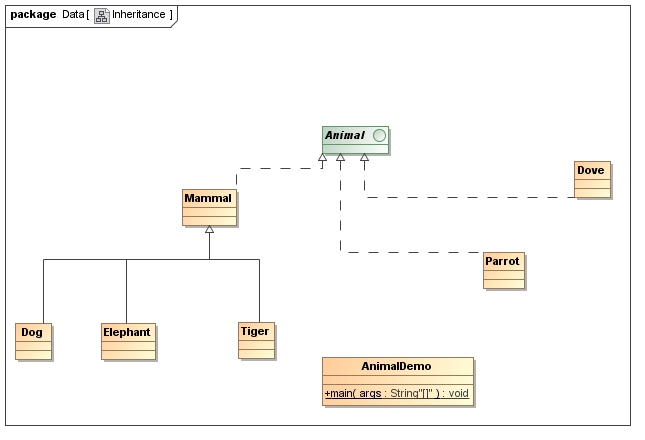 package Data [ Inheritance ]
Animal
Dove
Mammal
Parrot
Dog
Elephant
Tiger
AnimalDemo
+main( args : String"[]" ) : void